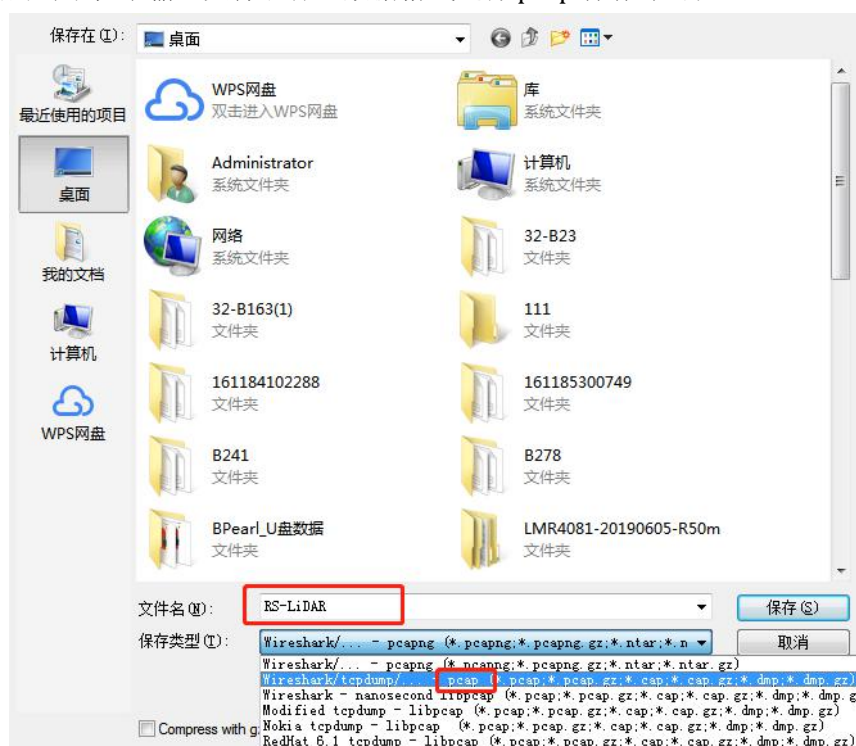 保存在(I):
桌面
最近使用的项目
桌面
我的文档
计算机
WPS网盘
WPS网盘
双击进入WPS网盘
库
系统文件夹
Administrator
系统文件夹
计算机
系统文件夹
网络
系统文件夹
32-B23
文件夹
32-B163(1)
文件夹
111
文件夹
161184102288
文件夹
161185300749
文件夹
B241
文件夹
B278
文件夹
BPearl_U盘数据
文件夹
LMR4081-20190605-R50m
文件夹
文件名(N):
RS-LiDAR
保存(S)
保存类型(T):
Wireshark/... - pcapng (*.pcapng;*.pcapng.gz;*.ntar;*.n
取消
Wireshark/... - pcapng (*.pcapng;*.pcapng.gz;*.ntar;*.ntar.gz)
Wireshark/tcpdump/... - pcap (*.pcap;*.pcap.gz;*.cap;*.cap.gz;*.dmp;*.dmp.gz)
Wireshark - nanosecond libpcap (*.pcap;*.pcap.gz;*.cap;*.cap.gz;*.dmp;*.dmp.g
Modified tcpdump - libpcap (*.pcap;*.pcap.gz;*.cap;*.cap.gz;*.dmp;*.dmp.gz)
Compress with g
Nokia tcpdump - libpcap (*.pcap;*.pcap.gz;*.cap;*.cap.gz;*.dmp;*.dmp.gz)
RedHat 6.1 tcpdump - libpcap (*.pcap;*.pcap.gz;*.cap;*.cap.gz;*.dmp;*.dmp.gz)